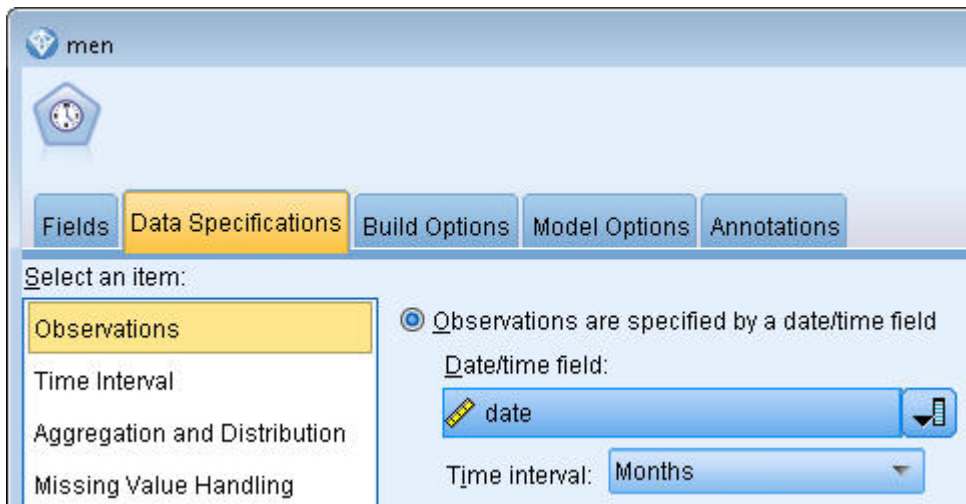 men
Fields
Data Specifications
Build Options
Model Options
Annotations
Select an item:
Observations
Time Interval
Aggregation and Distribution
Missing Value Handling
Observations are specified by a date/time field
Date/time field:
date
Time interval:
Months